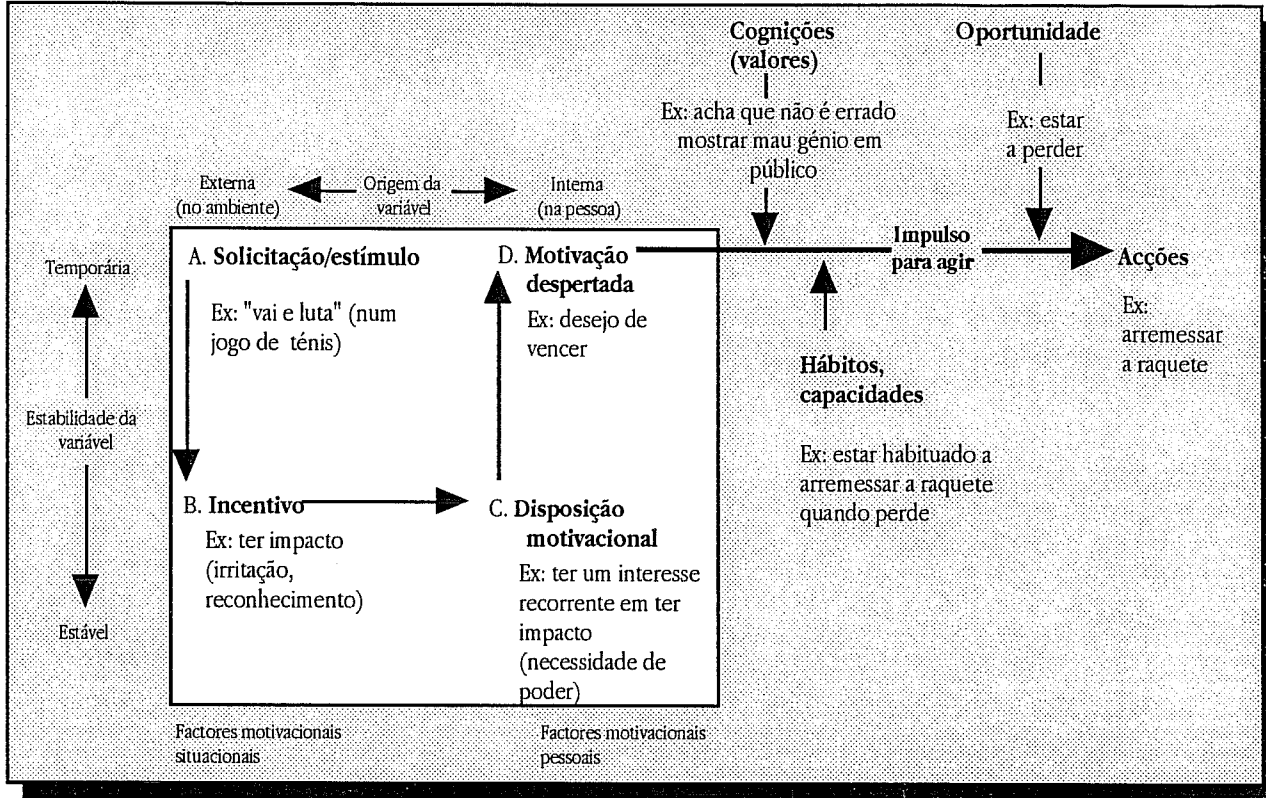 Cognições
(valores)
Ex: acha que não é errado
mostrar mau génio em
público
Oportunidade
Ex: estar
a perder
Externa
(no ambiente)
Origem da
variável
Interna
(na pessoa)
Temporária
Estabilidade da
variável
Estável
A. Solicitação/estímulo
Ex: "vai e luta" (num
jogo de ténis)
D. Motivação
despertada
Ex: desejo de
vencer
Impulso
para agir
Acções
Ex:
arremessar
a raquete
Hábitos,
capacidades
Ex: estar habituado a
arremessar a raquete
quando perde
B. Incentivo
Ex: ter impacto
(irritação,
reconhecimento)
C. Disposição
motivacional
Ex: ter um interesse
recorrente em ter
impacto
(necessidade de
poder)
Factores motivacionais
situacionais
Factores motivacionais
pessoais